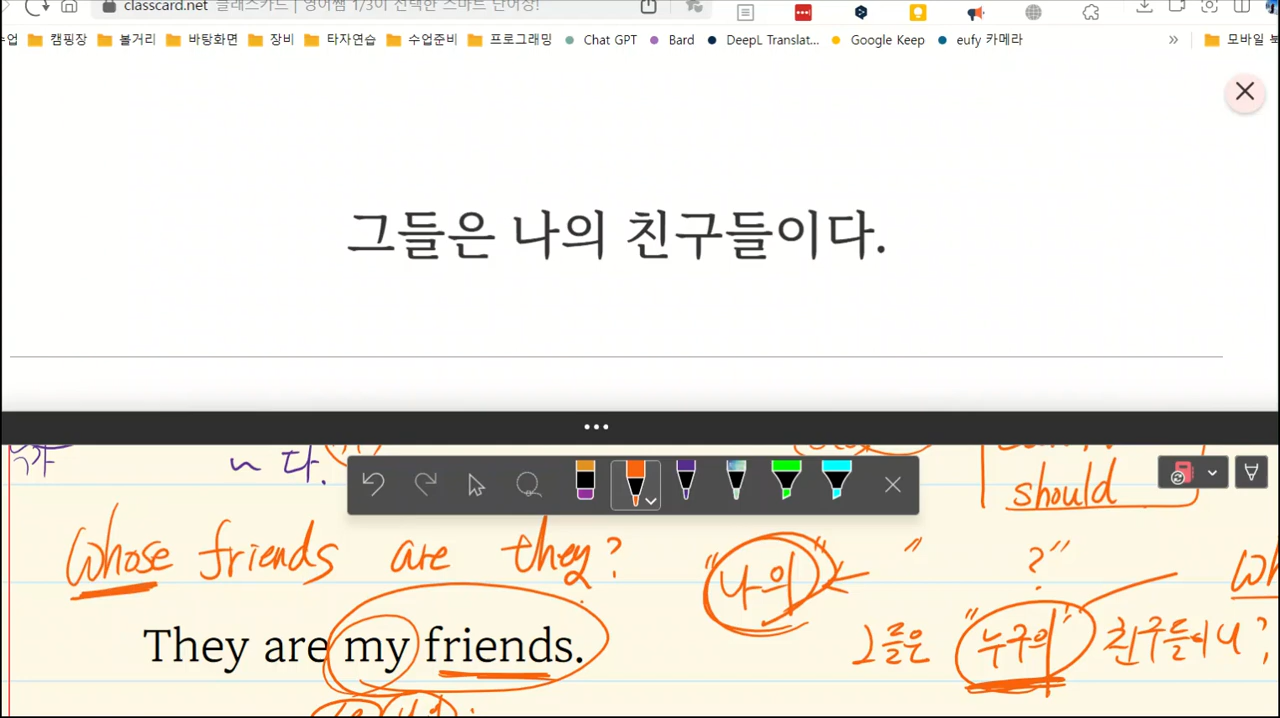 classcard.net 클래스카드 | 영어쌤 1/3이 선택한 스마트 단어장!
캠핑장 볼거리 바탕화면 장비 타자연습 수업준비 프로그래밍 Chat GPT Bard DeepL Translat... Google Keep eufy 카메라 » 모바일 북
그들은 나의 친구들이다.
~ 다.
should
Whose friends are they? "나의" " ?"
They are my friends. 그들은 "누구의" 친구들이니?